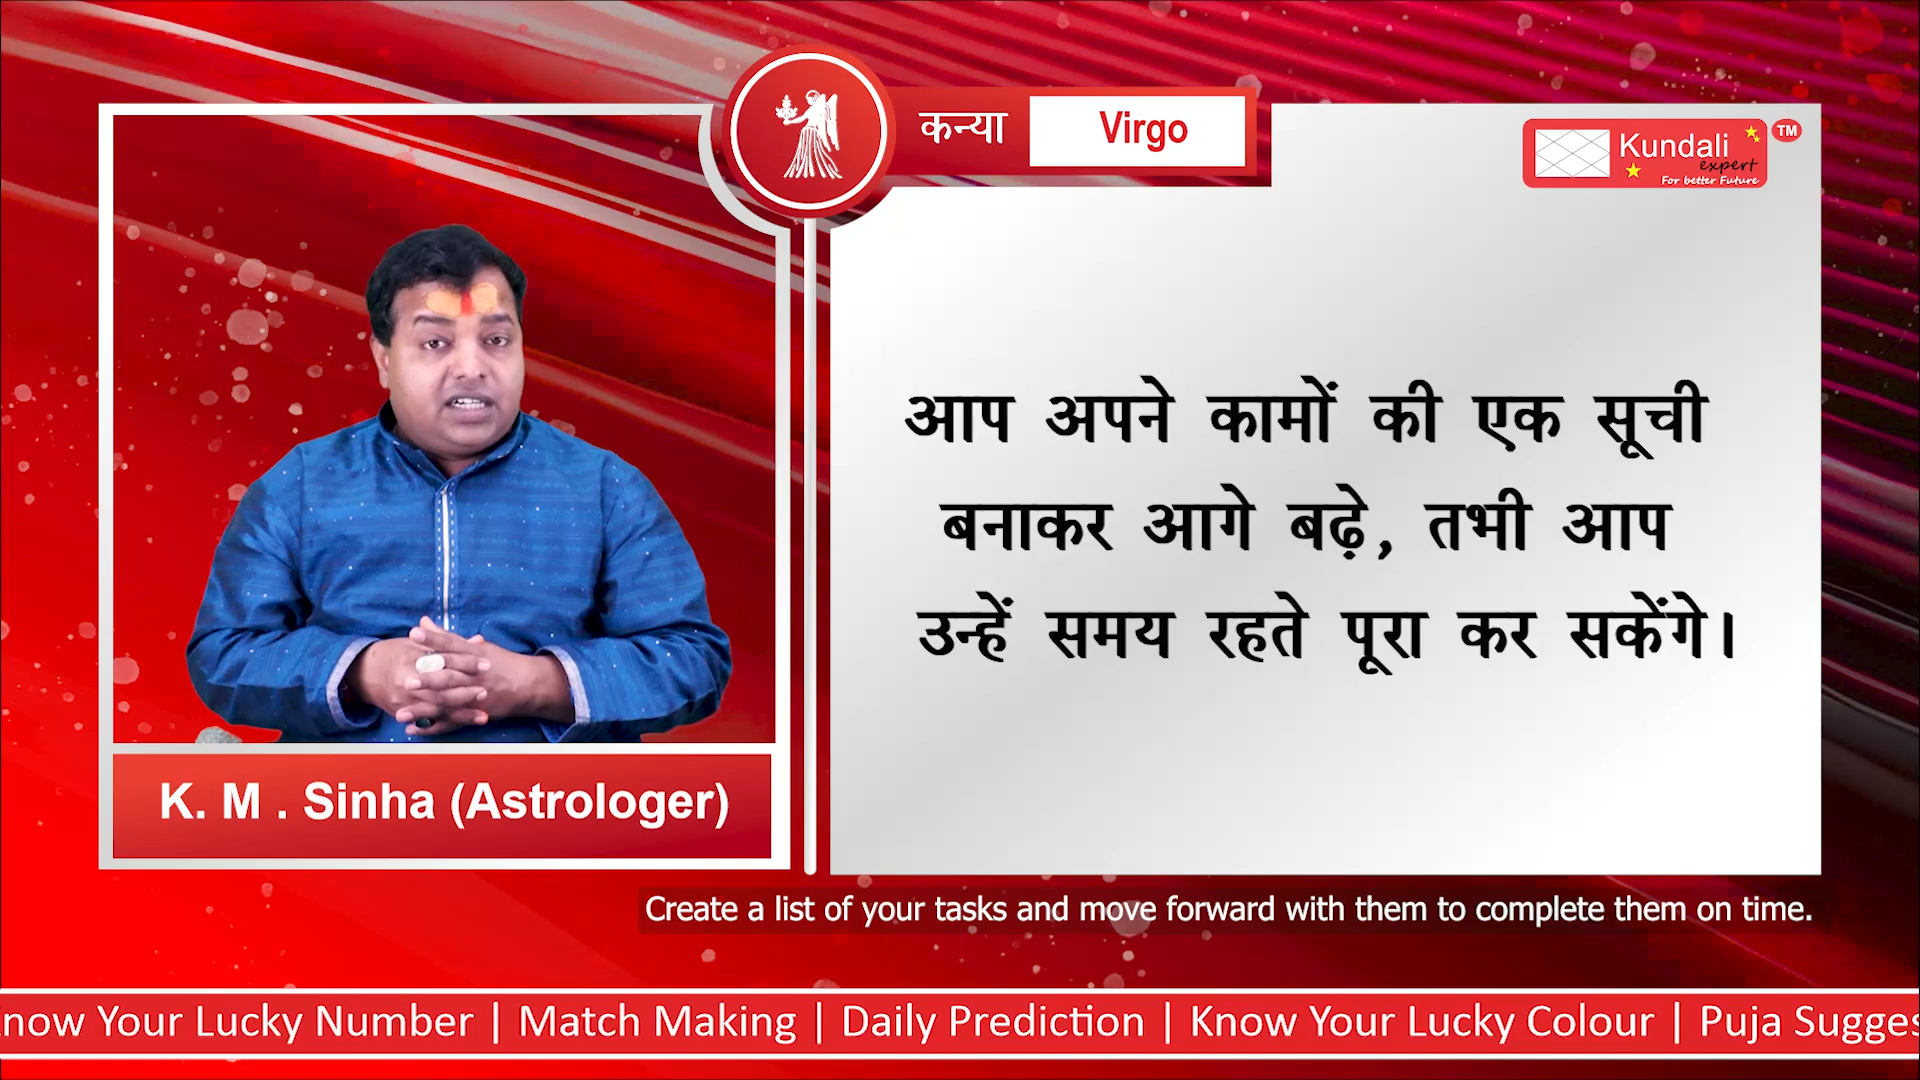 कन्या
Virgo
Kundali
expert
For better Future
TM
आप अपने कामों की एक सूची
बनाकर आगे बढ़े, तभी आप
उन्हें समय रहते पूरा कर सकेंगे।
K. M . Sinha (Astrologer)
Create a list of your tasks and move forward with them to complete them on time.
now Your Lucky Number | Match Making | Daily Prediction | Know Your Lucky Colour | Puja Sugges